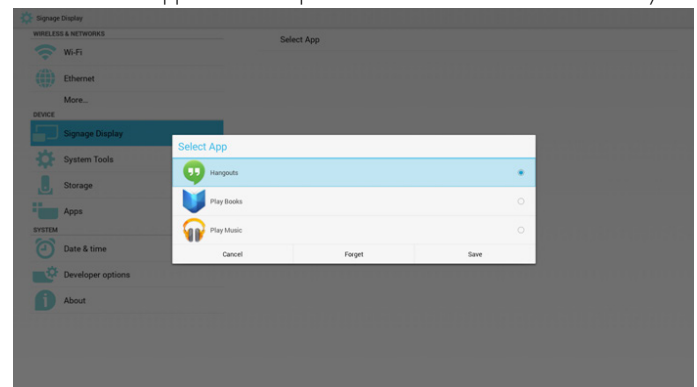 Signage Display
WIRELESS & NETWORKS
Select App
Wi-Fi
Ethernet
More...
DEVICE
Signage Display
System Tools
Storage
Apps
SYSTEM
Date & time
Developer options
About
Select App
Hangouts
Play Books
Play Music
Cancel Forget Save